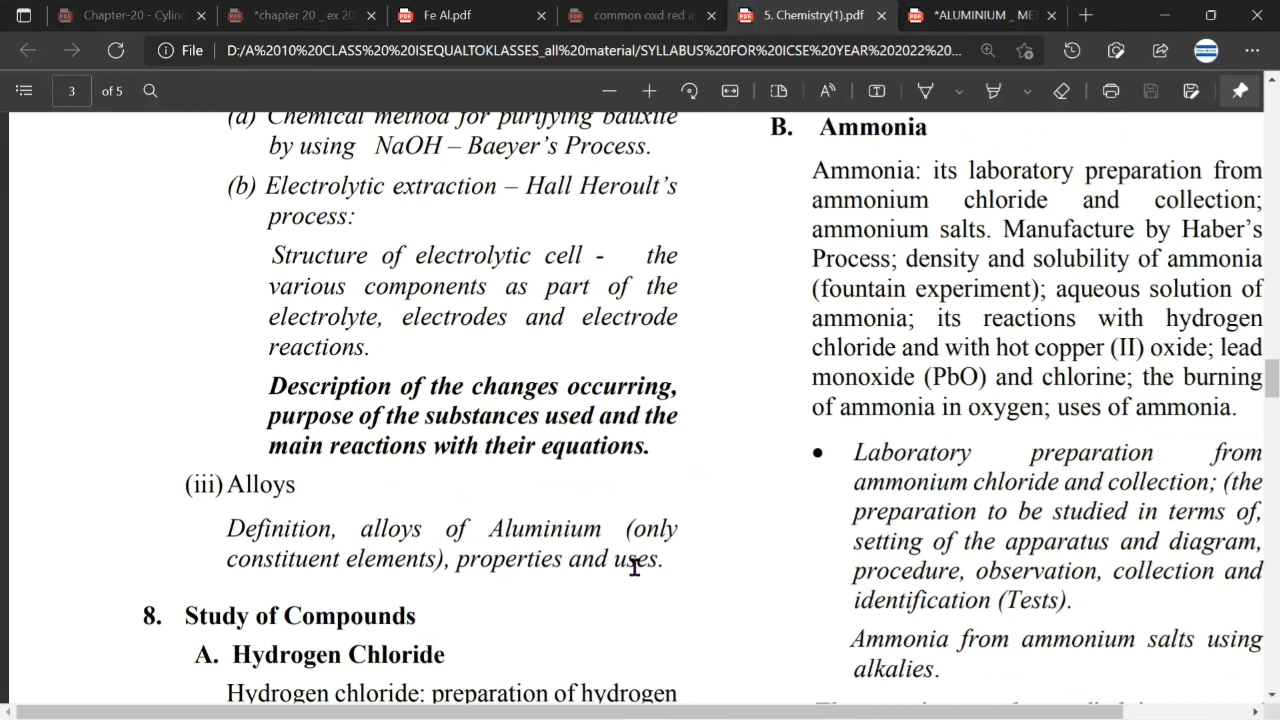 Chapter-20 - Cylin
*chapter 20 _ ex 20
Fe Al.pdf
common oxd red a
5. Chemistry(1).pdf
*ALUMINIUM _ ME
File
D:/A%2010%20CLASS%20%20ISEQUALTOKLASSES_all%20material/SYLLABUS%20FOR%20ICSE%20YEAR%202022%20...
3 of 5
(a) Chemical method for purifying bauxite
by using NaOH – Baeyer's Process.
(b) Electrolytic extraction – Hall Heroult's
process:
Structure of electrolytic cell - the
various components as part of the
electrolyte, electrodes and electrode
reactions.
Description of the changes occurring,
purpose of the substances used and the
main reactions with their equations.
(iii) Alloys
Definition, alloys of Aluminium (only
constituent elements), properties and uses.
8. Study of Compounds
A. Hydrogen Chloride
Hydrogen chloride: preparation of hydrogen
B. Ammonia
Ammonia: its laboratory preparation from
ammonium chloride and collection;
ammonium salts. Manufacture by Haber's
Process; density and solubility of ammonia
(fountain experiment); aqueous solution of
ammonia; its reactions with hydrogen
chloride and with hot copper (II) oxide; lead
monoxide (PbO) and chlorine; the burning
of ammonia in oxygen; uses of ammonia.
• Laboratory preparation from
ammonium chloride and collection; (the
preparation to be studied in terms of,
setting of the apparatus and diagram,
procedure, observation, collection and
identification (Tests).
Ammonia from ammonium salts using
alkalies.